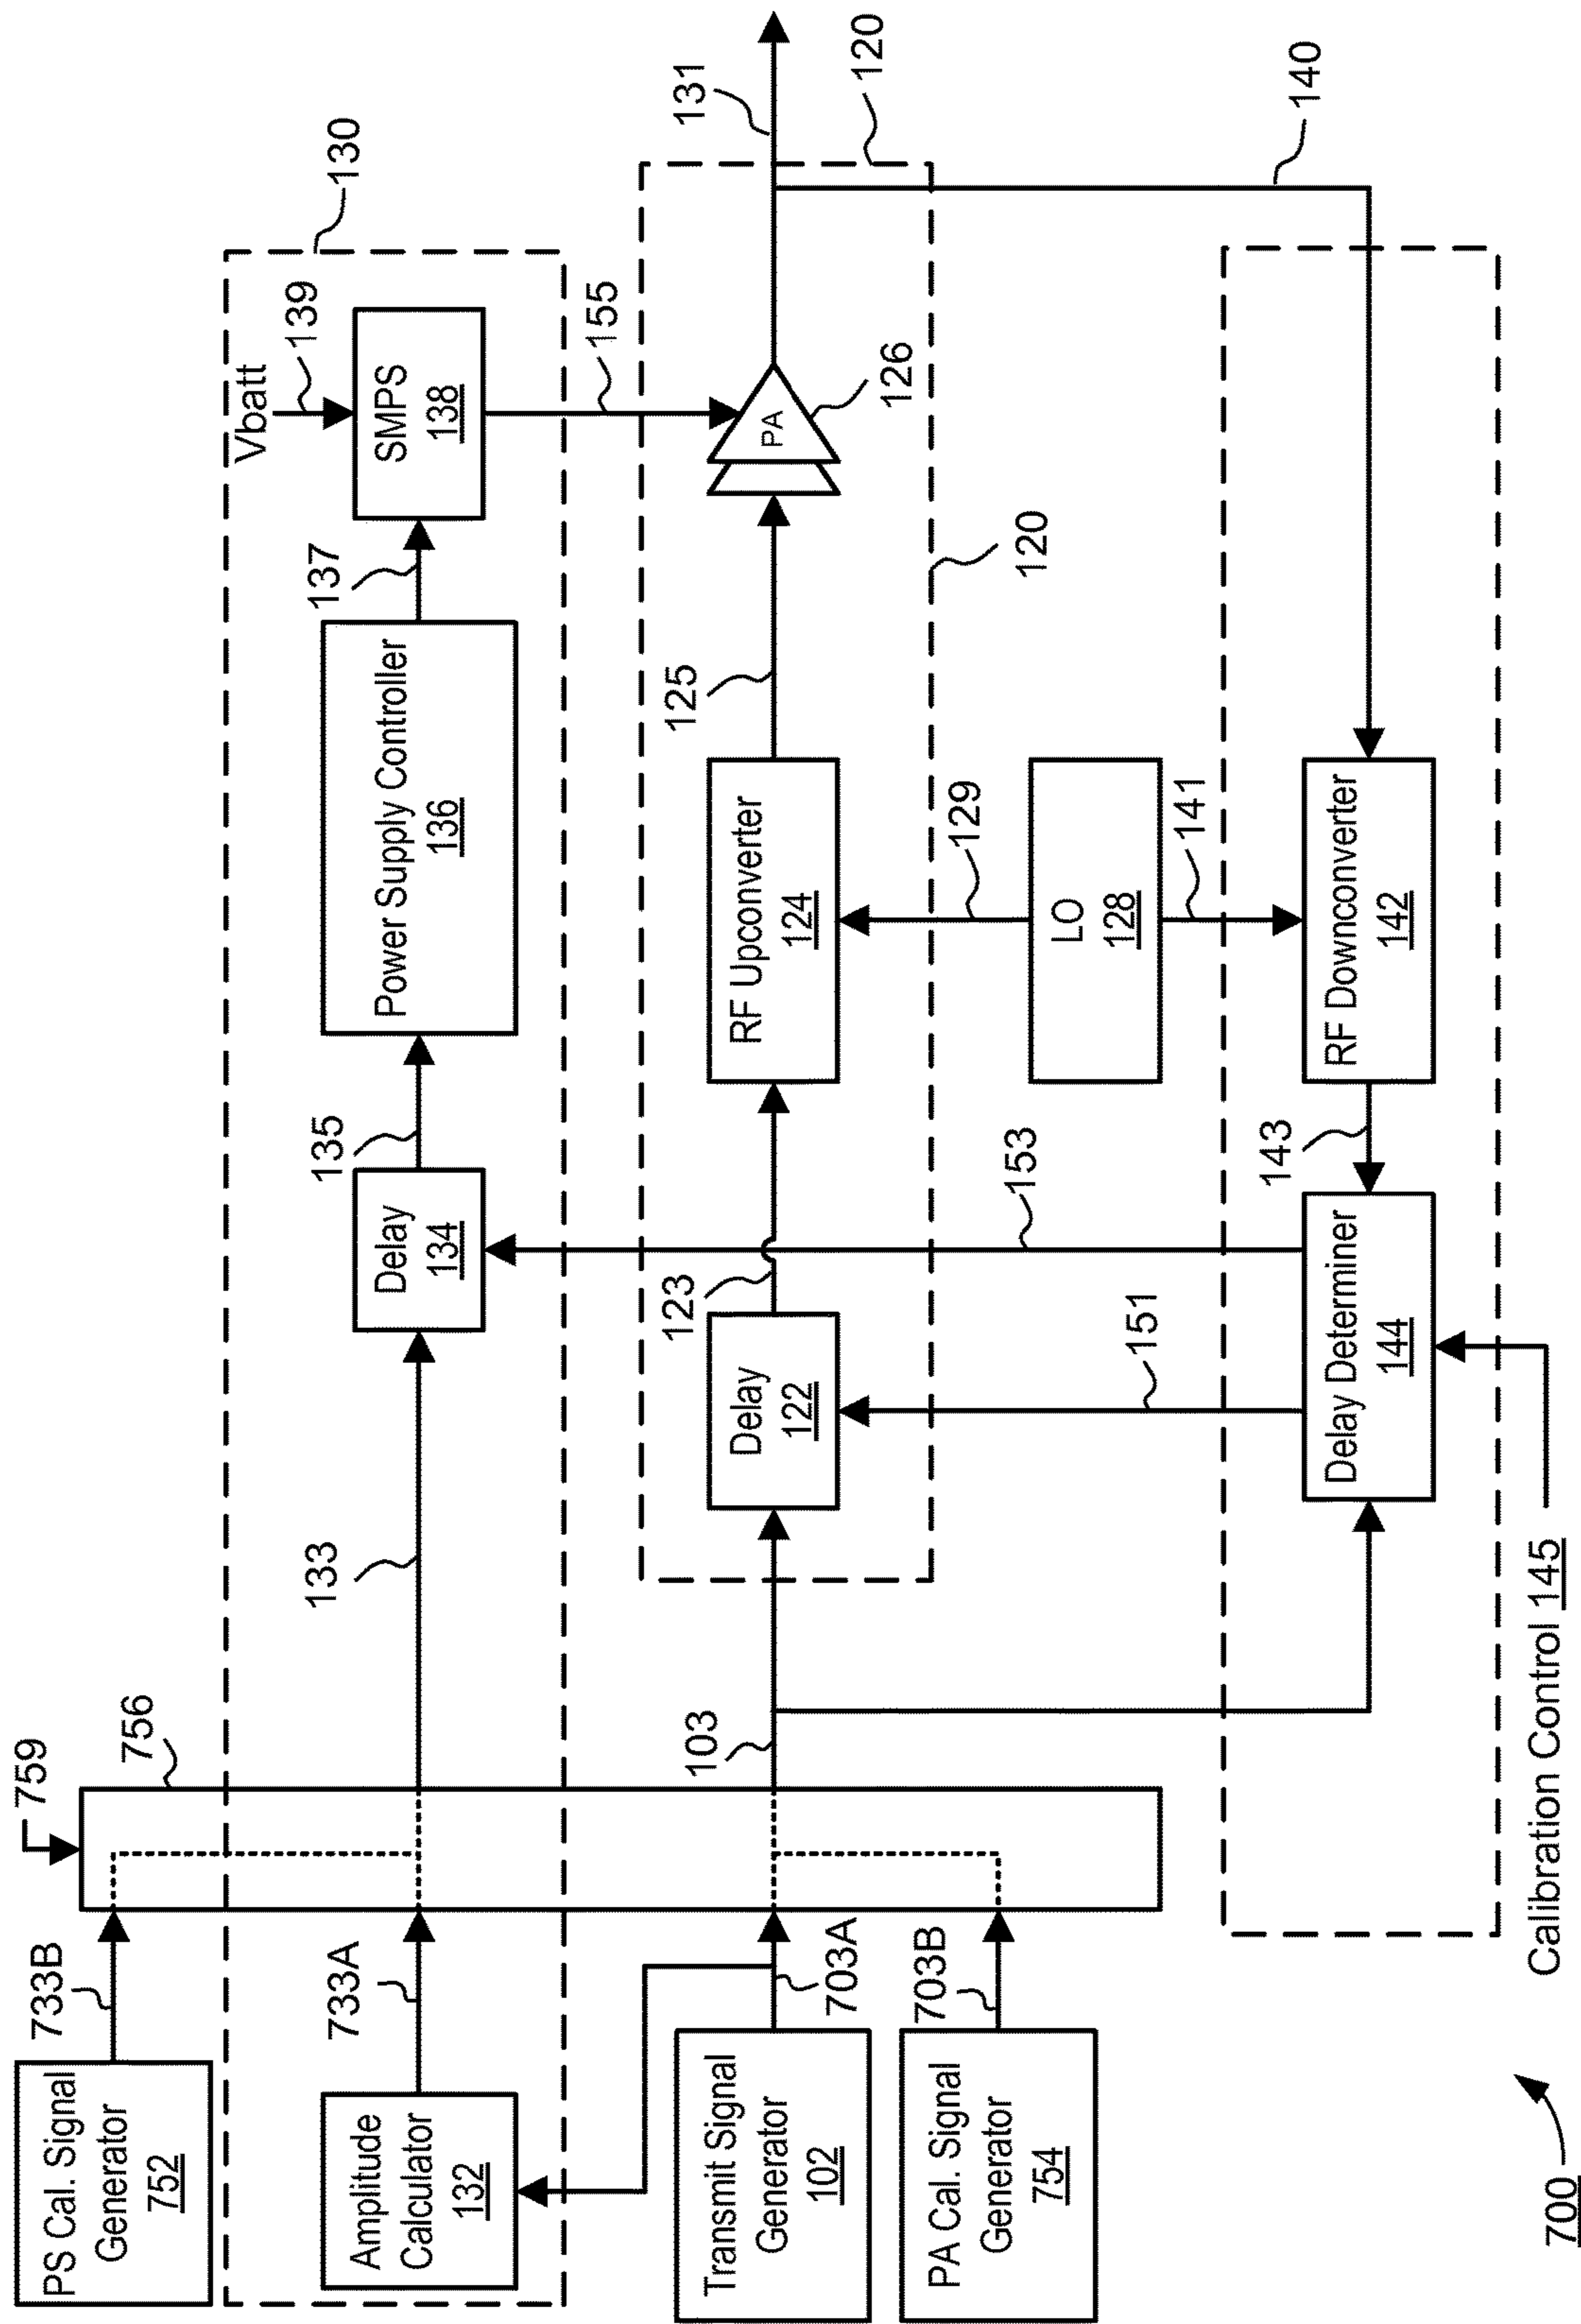 759
756
733B
PS Cal. Signal
Generator
752
130
Vbatt
139
SMPS
138
137
Power Supply Controller
136
135
Delay
134
133
733A
Amplitude
Calculator
132
155
131
120
PA
126
120
125
RF Upconverter
124
123
Delay
122
103
703A
Transmit Signal
Generator
102
703B
PA Cal. Signal
Generator
754
129
LO
128
141
153
151
140
RF Downconverter
142
143
Delay Determiner
144
Calibration Control 145
700